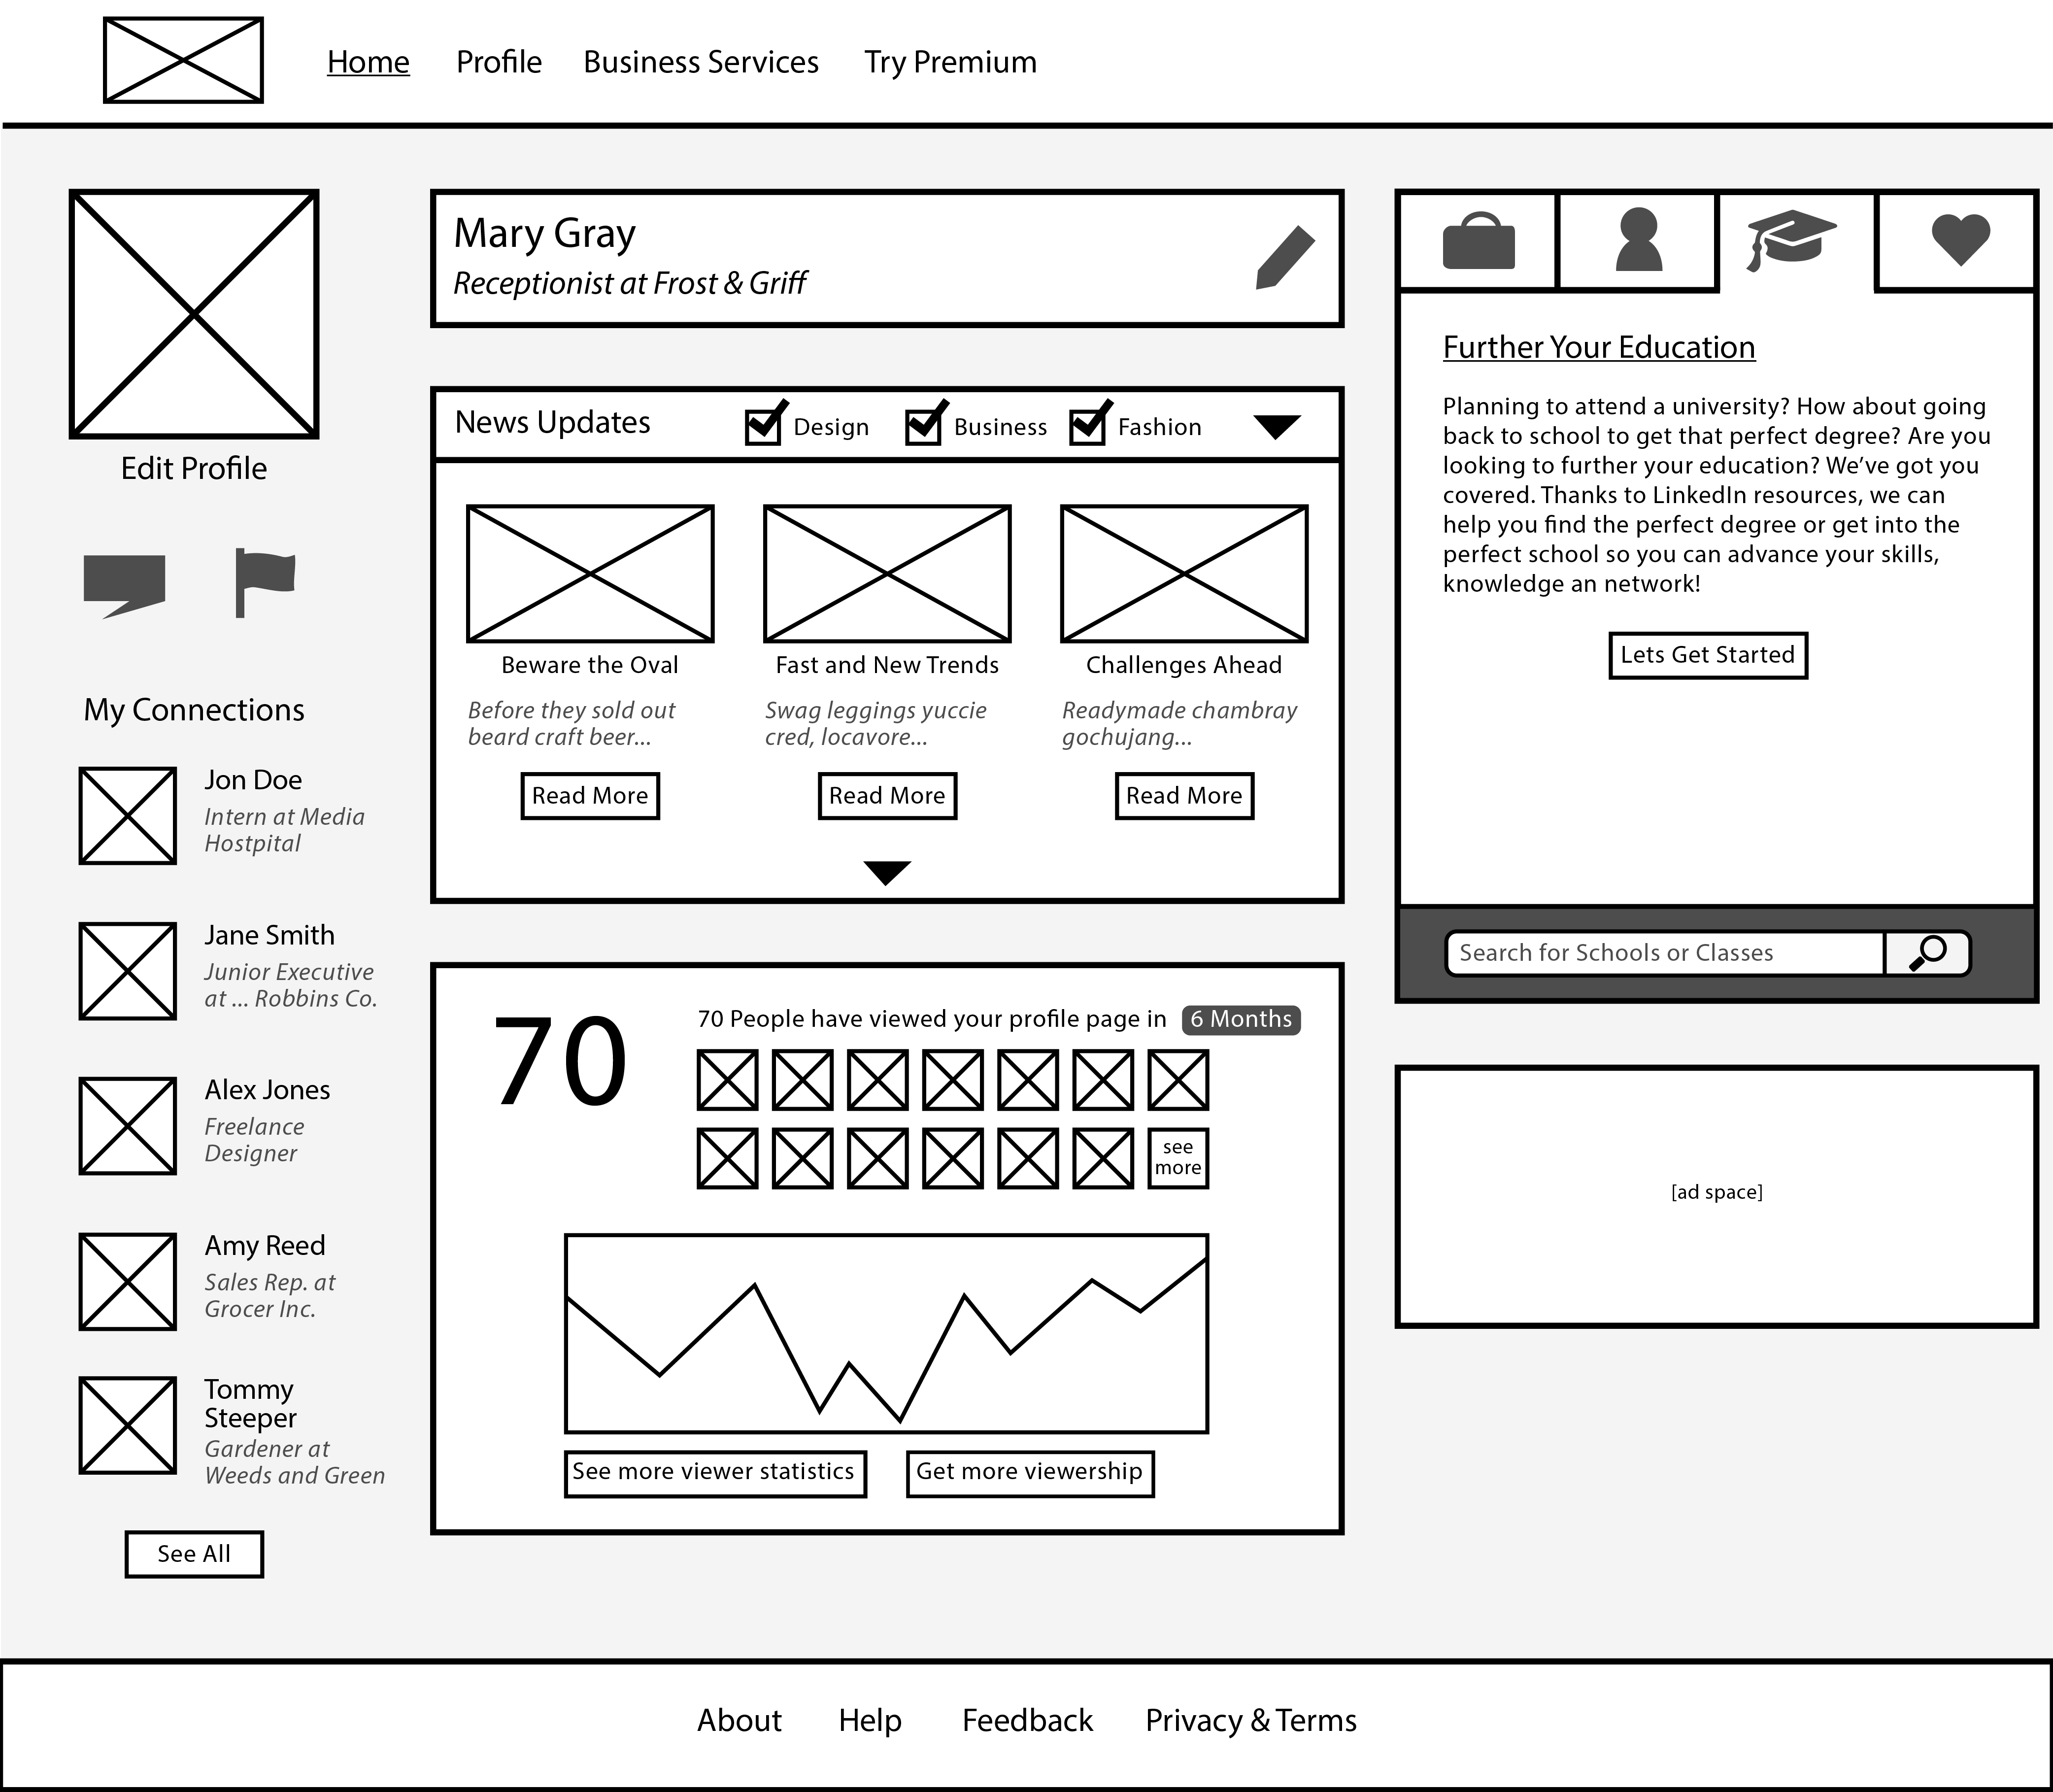 Home Profile Business Services Try Premium
Edit Profile
My Connections
Jon Doe
Intern at Media
Hostpital
Jane Smith
Junior Executive
at ... Robbins Co.
Alex Jones
Freelance
Designer
Amy Reed
Sales Rep. at
Grocer Inc.
Tommy
Steeper
Gardener at
Weeds and Green
See All
Mary Gray
Receptionist at Frost & Griff
News Updates Design Business Fashion
Beware the Oval
Before they sold out
beard craft beer...
Read More
Fast and New Trends
Swag leggings yuccie
cred, locavore...
Read More
Challenges Ahead
Readymade chambray
gochujang...
Read More
70
70 People have viewed your profile page in 6 Months
see
more
See more viewer statistics
Get more viewership
Further Your Education
Planning to attend a university? How about going
back to school to get that perfect degree? Are you
looking to further your education? We've got you
covered. Thanks to LinkedIn resources, we can
help you find the perfect degree or get into the
perfect school so you can advance your skills,
knowledge an network!
Lets Get Started
Search for Schools or Classes
[ad space]
About Help Feedback Privacy & Terms